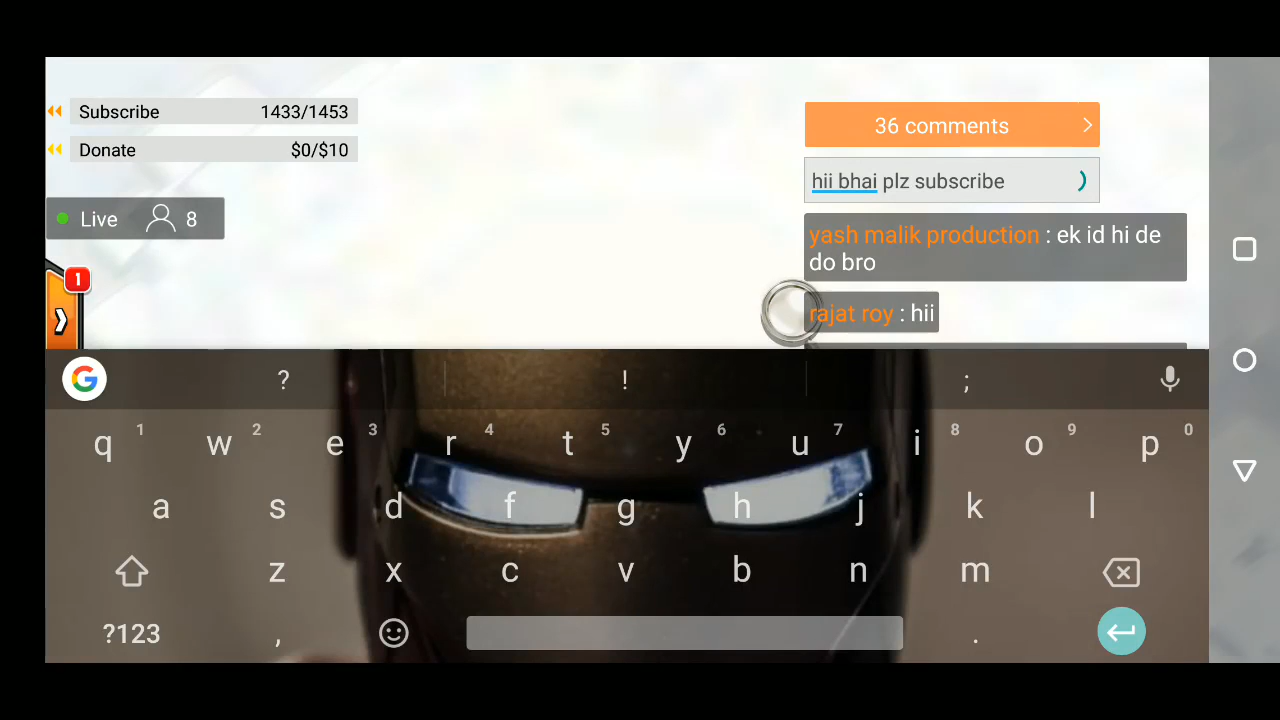 Subscribe 1433/1453
Donate $0/$10
Live 8
1
36 comments
hii bhai plz subscribe
yash malik production : ek id hi de
do bro
rajat roy : hii
? ! ;
q 1 w 2 e 3 r 4 t 5 y 6 u 7 i 8 o 9 p 0
a s d f g h j k l
z x c v b n m
?123 , .